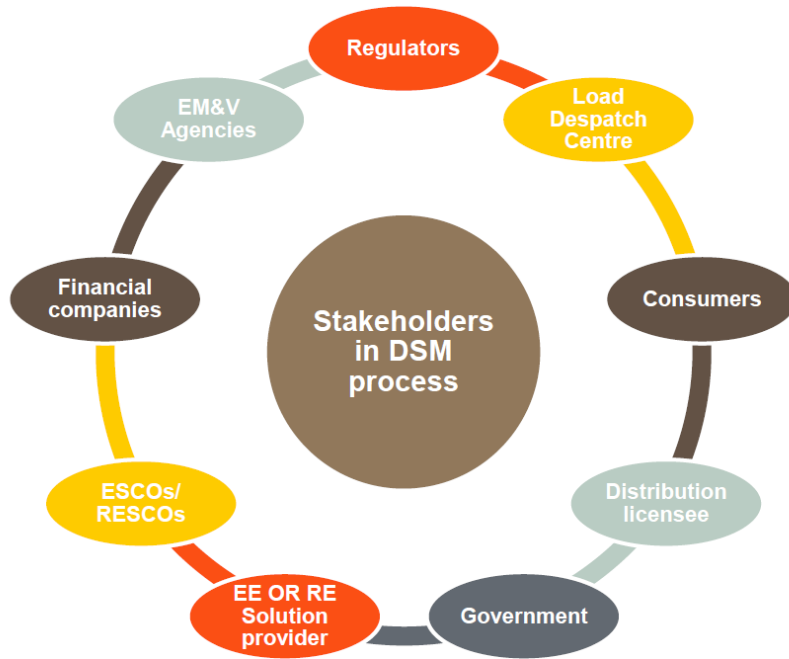 Regulators
Load
Despatch
Centre
Consumers
Distribution
licensee
Government
EE OR RE
Solution
provider
ESCOs/
RESCOs
Financial
companies
EM&V
Agencies
Stakeholders
in DSM
process